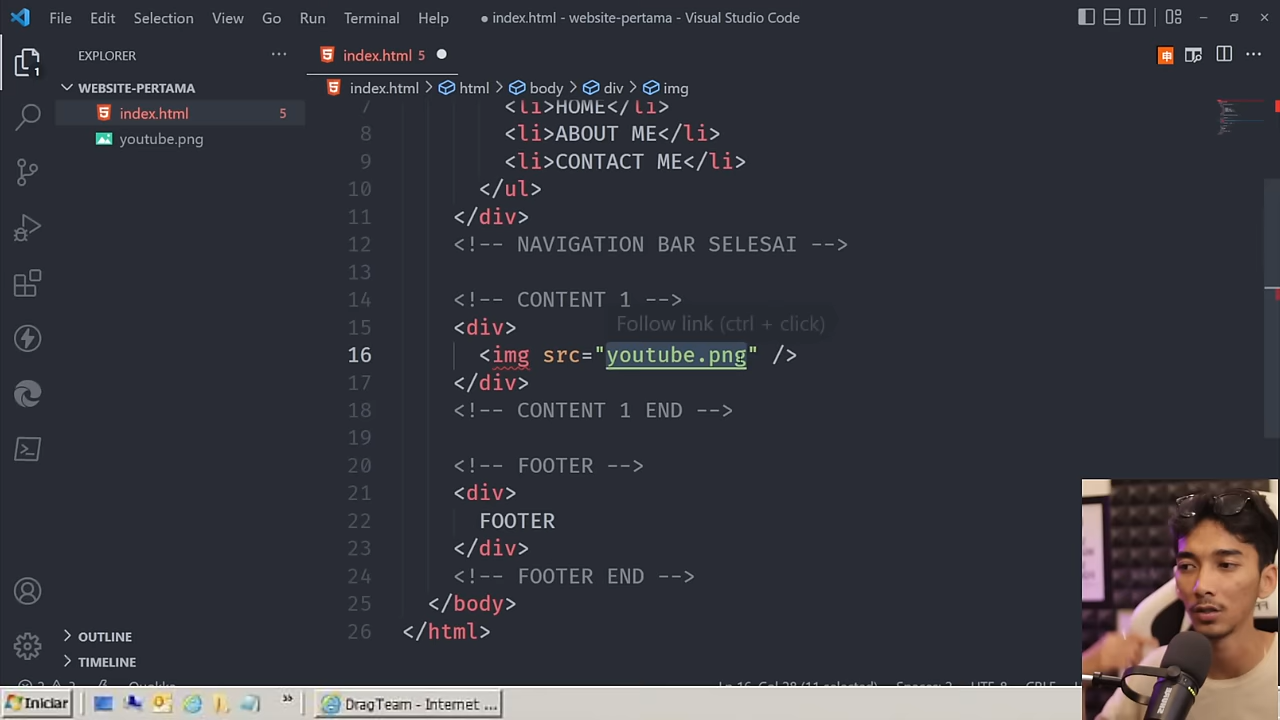 File Edit Selection View Go Run Terminal Help ● index.html - website-pertama - Visual Studio Code
EXPLORER ··· index.html 5 ●
WEBSITE-PERTAMA
index.html 5
youtube.png
index.html > html > body > div > img
7 <li>HOME</li>
8 <li>ABOUT ME</li>
9 <li>CONTACT ME</li>
10 </ul>
11 </div>
12 <!-- NAVIGATION BAR SELESAI -->
13
14 <!-- CONTENT 1 -->
Follow link (ctrl + click)
15 <div>
16 <img src="youtube.png" />
17 </div>
18 <!-- CONTENT 1 END -->
19
20 <!-- FOOTER -->
21 <div>
22 FOOTER
23 </div>
24 <!-- FOOTER END -->
25 </body>
26 </html>
1
OUTLINE
TIMELINE
Iniciar » DragTeam - Internet ...